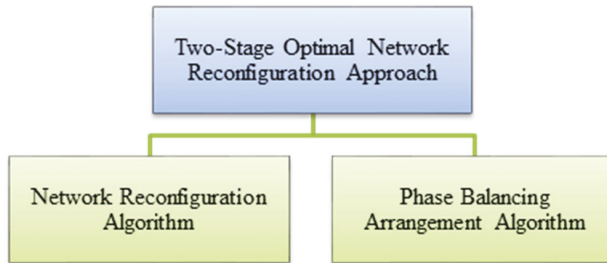 Two-Stage Optimal Network
Reconfiguration Approach
Network Reconfiguration
Algorithm
Phase Balancing
Arrangement Algorithm